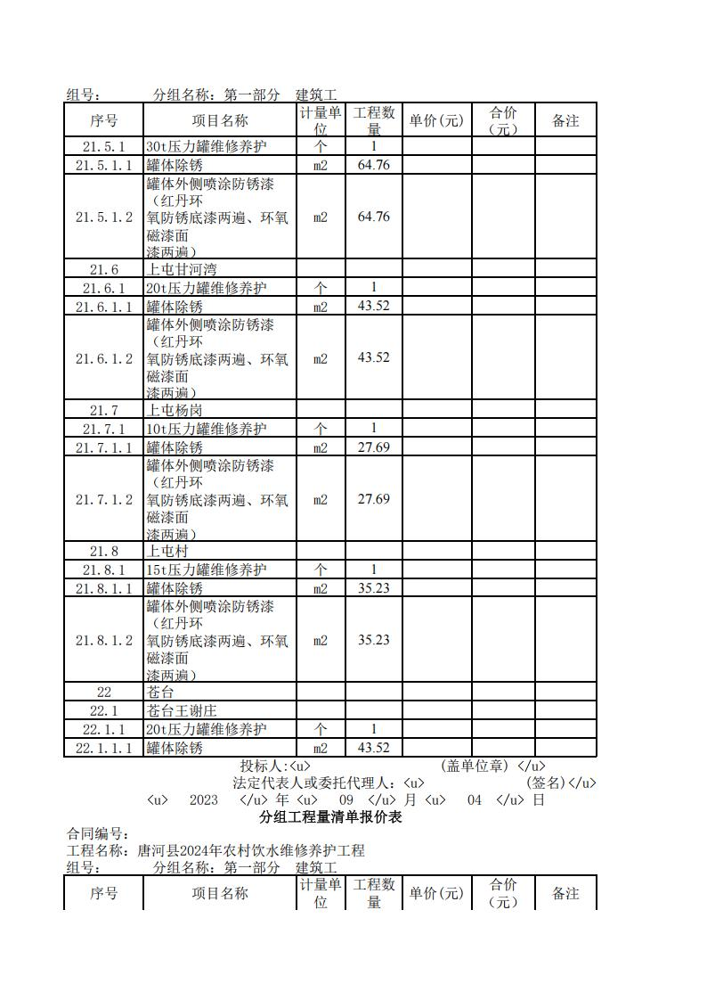 组号： 分组名称：第一部分 建筑工
序号 项目名称 计量单位 工程数量 单价(元) 合价（元） 备注
21.5.1 30t压力罐维修养护 个 1
21.5.1.1 罐体除锈 m2 64.76
罐体外侧喷涂防锈漆
（红丹环
21.5.1.2 氧防锈底漆两遍、环氧 m2 64.76
磁漆面
漆两遍）
21.6 上屯甘河湾
21.6.1 20t压力罐维修养护 个 1
21.6.1.1 罐体除锈 m2 43.52
罐体外侧喷涂防锈漆
（红丹环
21.6.1.2 氧防锈底漆两遍、环氧 m2 43.52
磁漆面
漆两遍）
21.7 上屯杨岗
21.7.1 10t压力罐维修养护 个 1
21.7.1.1 罐体除锈 m2 27.69
罐体外侧喷涂防锈漆
（红丹环
21.7.1.2 氧防锈底漆两遍、环氧 m2 27.69
磁漆面
漆两遍）
21.8 上屯村
21.8.1 15t压力罐维修养护 个 1
21.8.1.1 罐体除锈 m2 35.23
罐体外侧喷涂防锈漆
（红丹环
21.8.1.2 氧防锈底漆两遍、环氧 m2 35.23
磁漆面
漆两遍）
22 苍台
22.1 苍台王谢庄
22.1.1 20t压力罐维修养护 个 1
22.1.1.1 罐体除锈 m2 43.52
投标人:<u> (盖单位章) </u>
法定代表人或委托代理人：<u> (签名)</u>
<u> 2023 </u> 年 <u> 09 </u> 月 <u> 04 </u> 日
分组工程量清单报价表
合同编号：
工程名称：唐河县2024年农村饮水维修养护工程
组号： 分组名称：第一部分 建筑工
序号 项目名称 计量单位 工程数量 单价(元) 合价（元） 备注